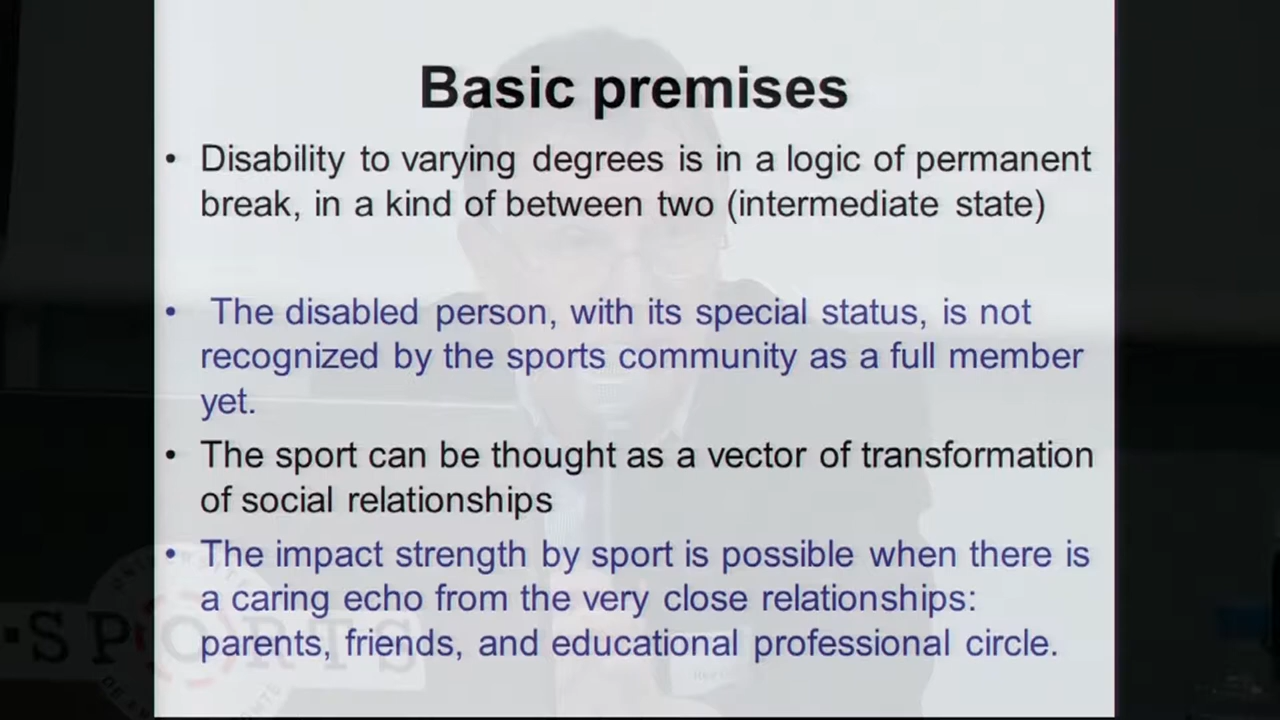 Basic premises
• Disability to varying degrees is in a logic of permanent
break, in a kind of between two (intermediate state)
• The disabled person, with its special status, is not
recognized by the sports community as a full member
yet.
• The sport can be thought as a vector of transformation
of social relationships
• The impact strength by sport is possible when there is
a caring echo from the very close relationships:
parents, friends, and educational professional circle.
SPORTS